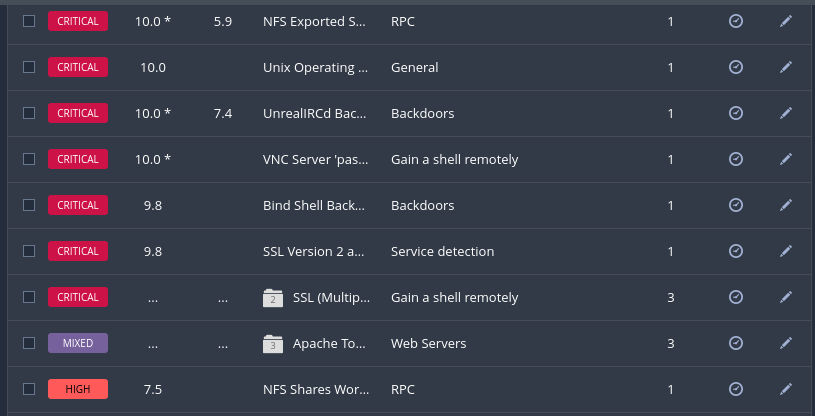 CRITICAL 10.0 * 5.9 NFS Exported S... RPC 1
CRITICAL 10.0 Unix Operating ... General 1
CRITICAL 10.0 * 7.4 UnrealIRCd Bac... Backdoors 1
CRITICAL 10.0 * VNC Server 'pas... Gain a shell remotely 1
CRITICAL 9.8 Bind Shell Back... Backdoors 1
CRITICAL 9.8 SSL Version 2 a... Service detection 1
CRITICAL ... ... 2 SSL (Multip... Gain a shell remotely 3
MIXED ... ... 3 Apache To... Web Servers 3
HIGH 7.5 NFS Shares Wor... RPC 1